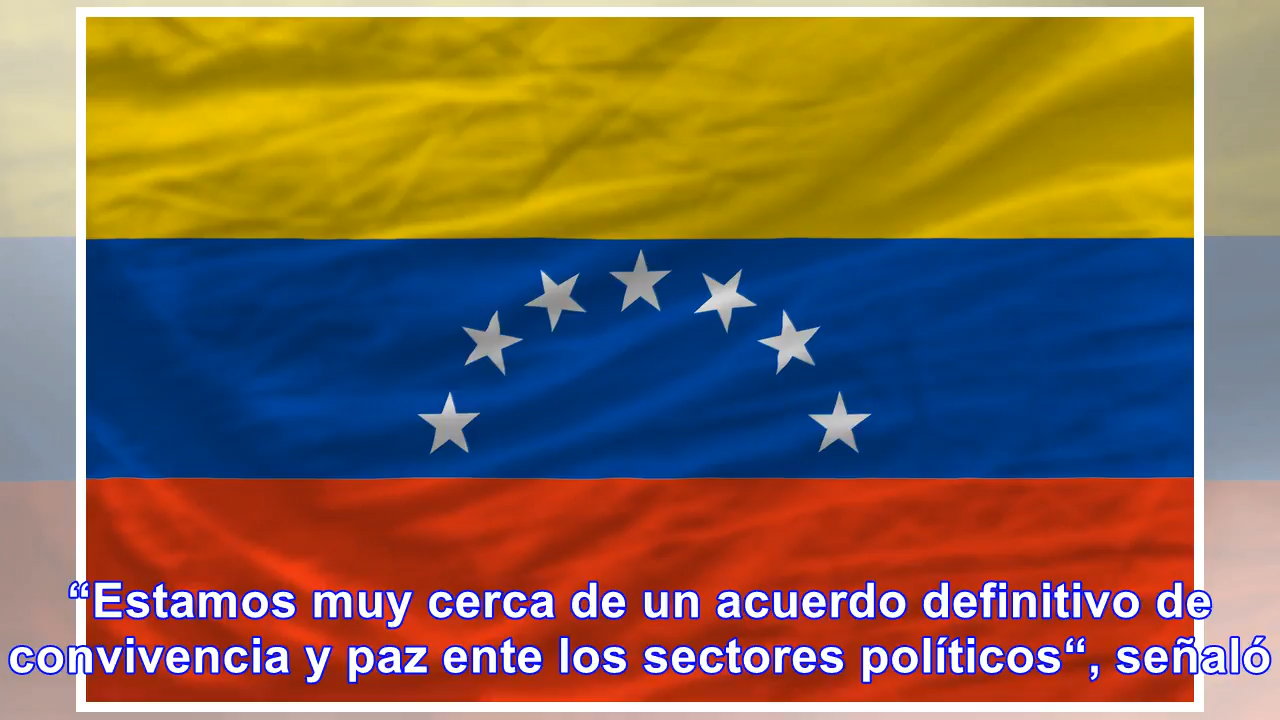 “Estamos muy cerca de un acuerdo definitivo de
convivencia y paz ente los sectores políticos“, señaló